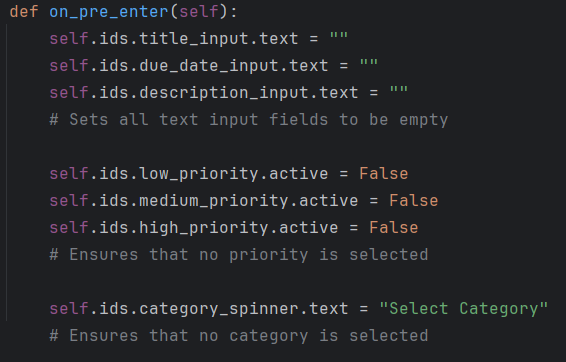 def on_pre_enter(self):
    self.ids.title_input.text = ""
    self.ids.due_date_input.text = ""
    self.ids.description_input.text = ""
    # Sets all text input fields to be empty

    self.ids.low_priority.active = False
    self.ids.medium_priority.active = False
    self.ids.high_priority.active = False
    # Ensures that no priority is selected

    self.ids.category_spinner.text = "Select Category"
    # Ensures that no category is selected